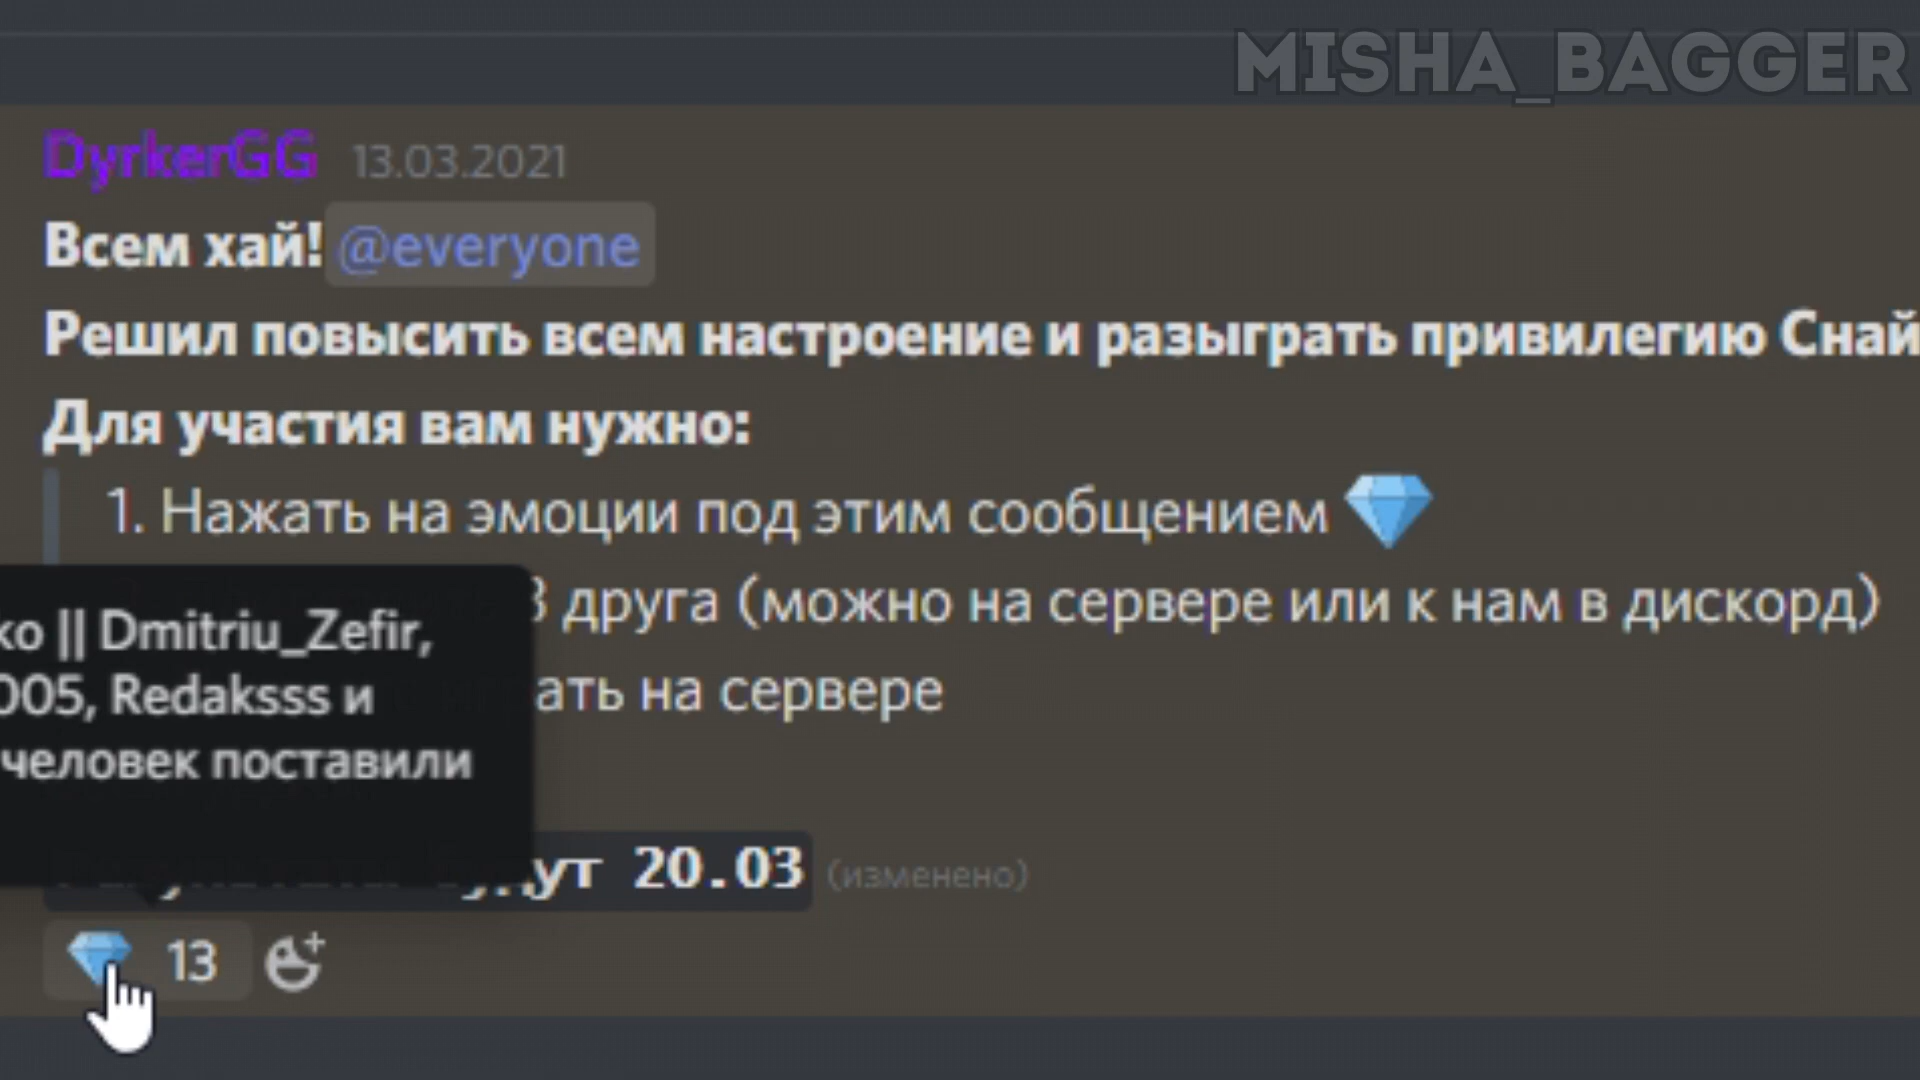 MISHA_BAGGER
DyrkerGG 13.03.2021
Всем хай! @everyone
Решил повысить всем настроение и разыграть привилегию Снай
Для участия вам нужно:
1. Нажать на эмоции под этим сообщением
3 друга (можно на сервере или к нам в дискорд)
ко || Dmitriu_Zefir,
005, Redaksss и
ать на сервере
человек поставили
20.03 (изменено)
13